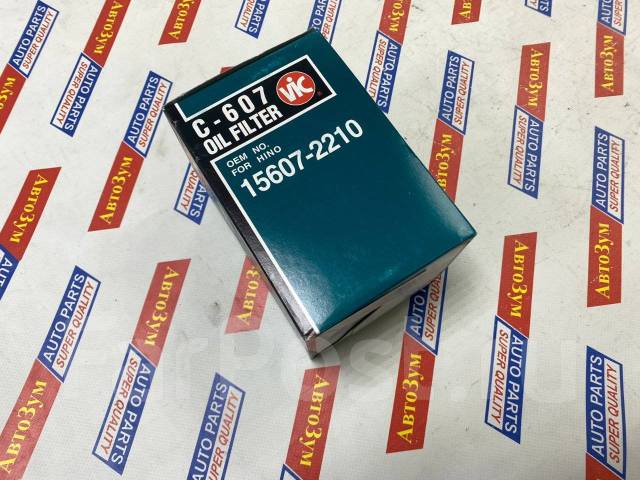 C-607
OIL FILTER
VIC
OEM NO.
FOR HINO
15607-2210
АвтоЗум
AUTO PARTS
SUPER QUALITY